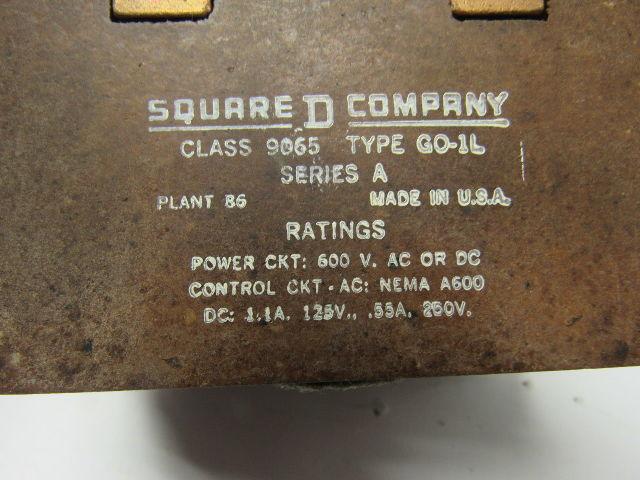 SQUARE D COMPANY
CLASS 9065 TYPE GO-1L
SERIES A
PLANT 86 MADE IN U.S.A.
RATINGS
POWER CKT: 600 V. AC OR DC
CONTROL CKT - AC: NEMA A600
DC: 1.1A. 125V., .55A. 250V.